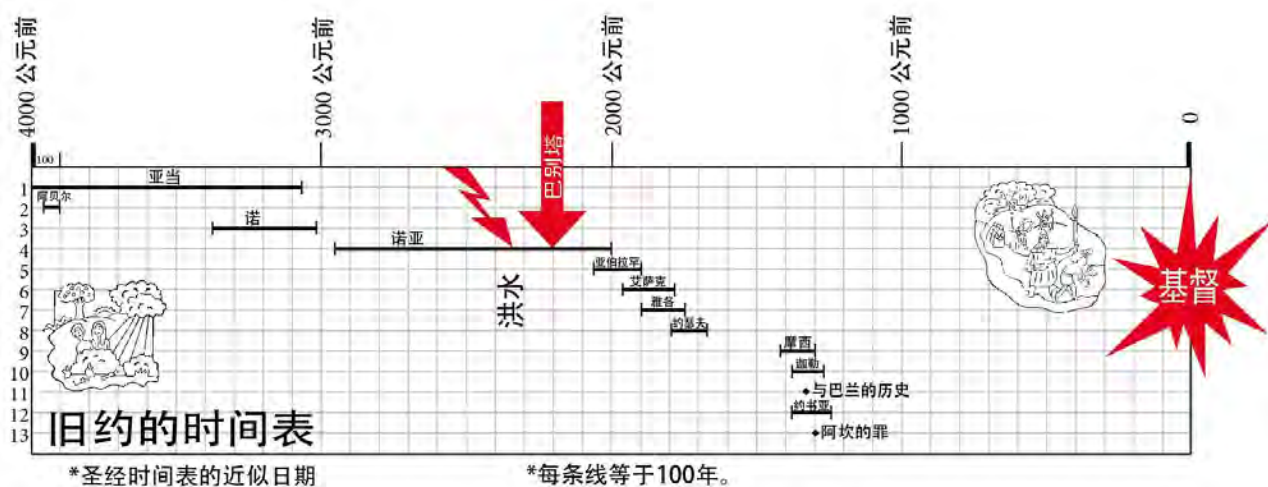 4000 公元前
3000 公元前
2000 公元前
1000 公元前
0
100
巴别塔
1 亚当
2 阿贝尔
3 诺
4 诺亚
5 亚伯拉罕
6 艾萨克
7 雅各
8 约瑟夫
洪水
基督
9 摩西
10 迦勒
11 与巴兰的历史
12 约书亚
13 阿坎的罪
旧约的时间表
*圣经时间表的近似日期
*每条线等于100年。